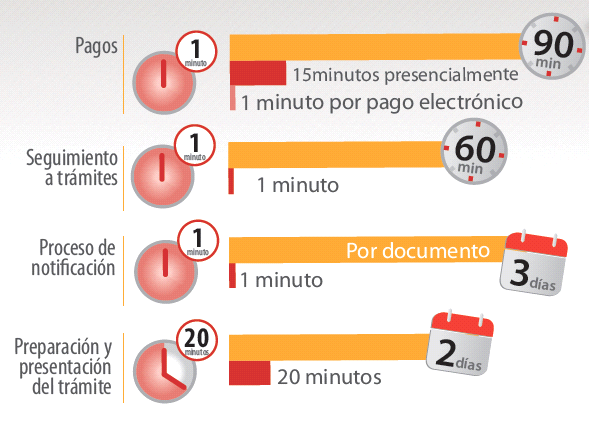 Pagos
1
minuto
90
min
15minutos presencialmente
1 minuto por pago electrónico
Seguimiento
a trámites
1
minuto
60
min
1 minuto
Proceso de
notificación
1
minuto
Por documento
3
días
1 minuto
Preparación y
presentación
del trámite
20
minutos
2
días
20 minutos